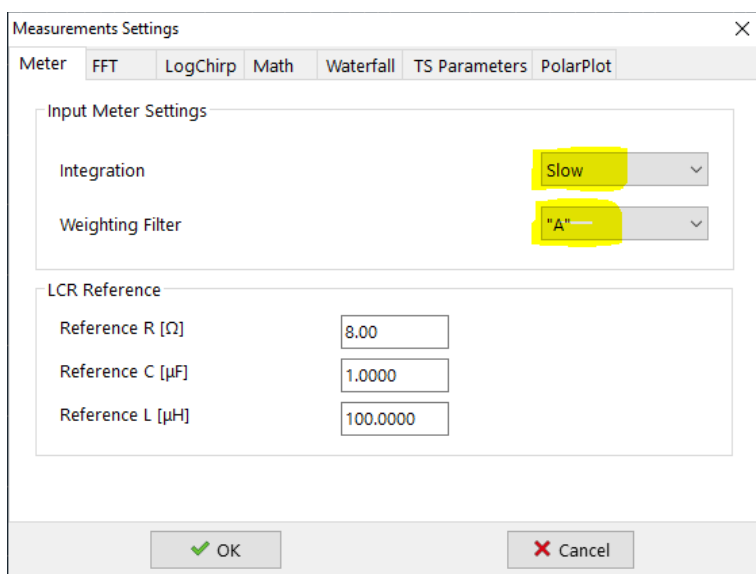 Measurements Settings
Meter FFT LogChirp Math Waterfall TS Parameters PolarPlot
Input Meter Settings
Integration Slow
Weighting Filter "A"
LCR Reference
Reference R [Ω] 8.00
Reference C [µF] 1.0000
Reference L [µH] 100.0000
OK Cancel